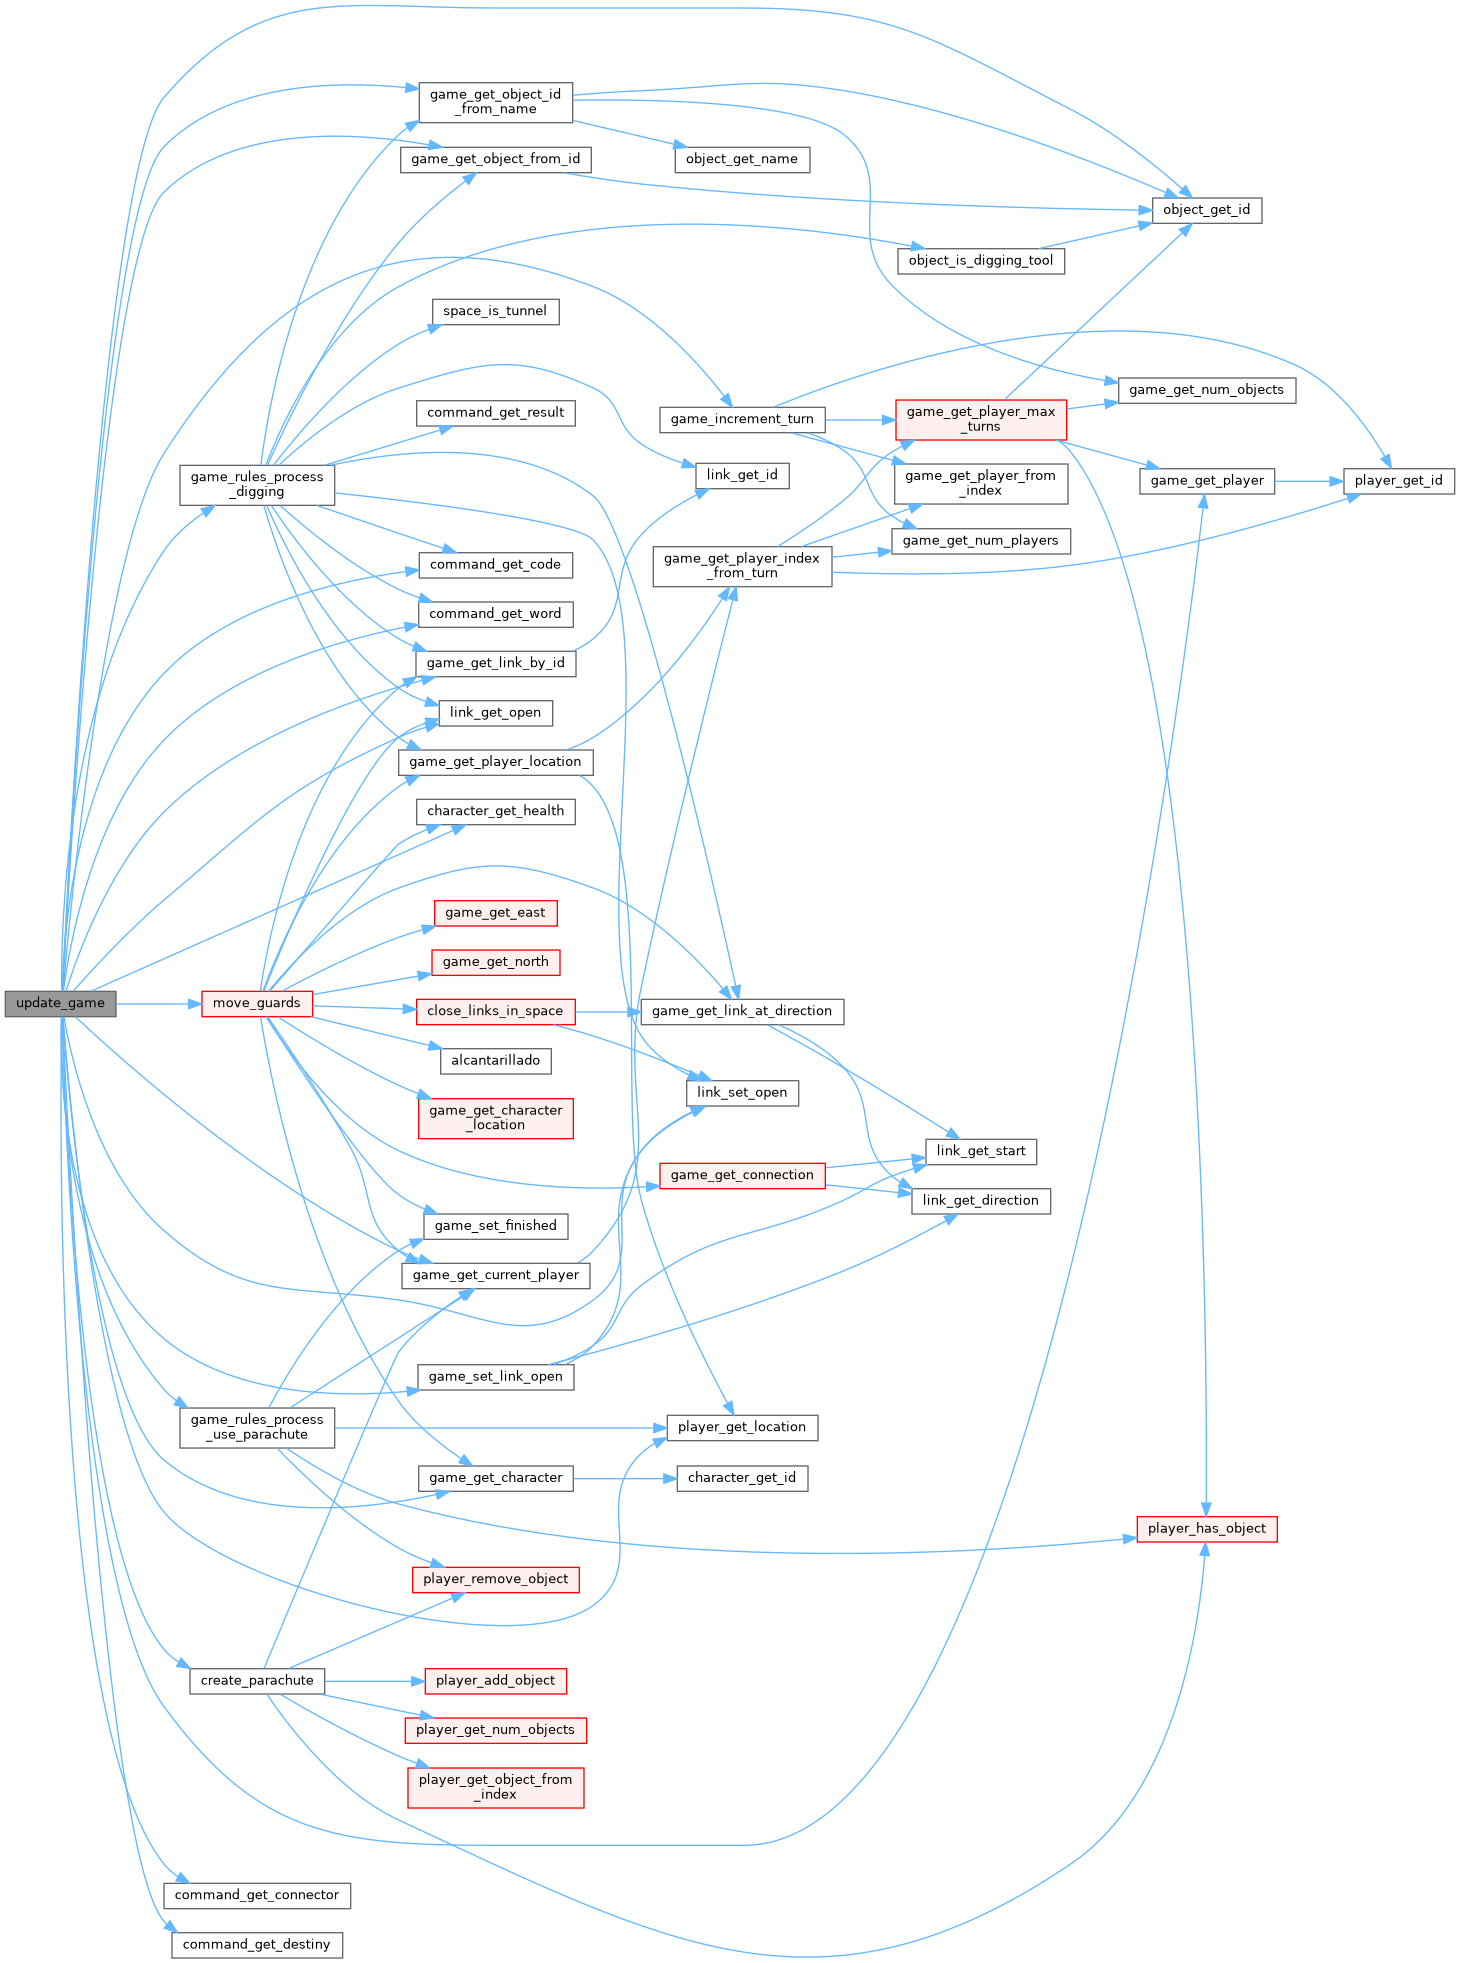 game_get_object_id
_from_name
game_get_object_from_id
object_get_name
object_get_id
object_is_digging_tool
space_is_tunnel
game_get_num_objects
command_get_result
game_increment_turn
game_get_player_max
_turns
game_rules_process
_digging
link_get_id
game_get_player_from
_index
game_get_player
player_get_id
game_get_num_players
command_get_code
game_get_player_index
_from_turn
command_get_word
game_get_link_by_id
link_get_open
game_get_player_location
character_get_health
game_get_east
game_get_north
update_game
move_guards
close_links_in_space
game_get_link_at_direction
alcantarillado
link_set_open
game_get_character
_location
link_get_start
game_get_connection
link_get_direction
game_set_finished
game_get_current_player
game_set_link_open
game_rules_process
_use_parachute
player_get_location
game_get_character
character_get_id
player_has_object
player_remove_object
create_parachute
player_add_object
player_get_num_objects
player_get_object_from
_index
command_get_connector
command_get_destiny